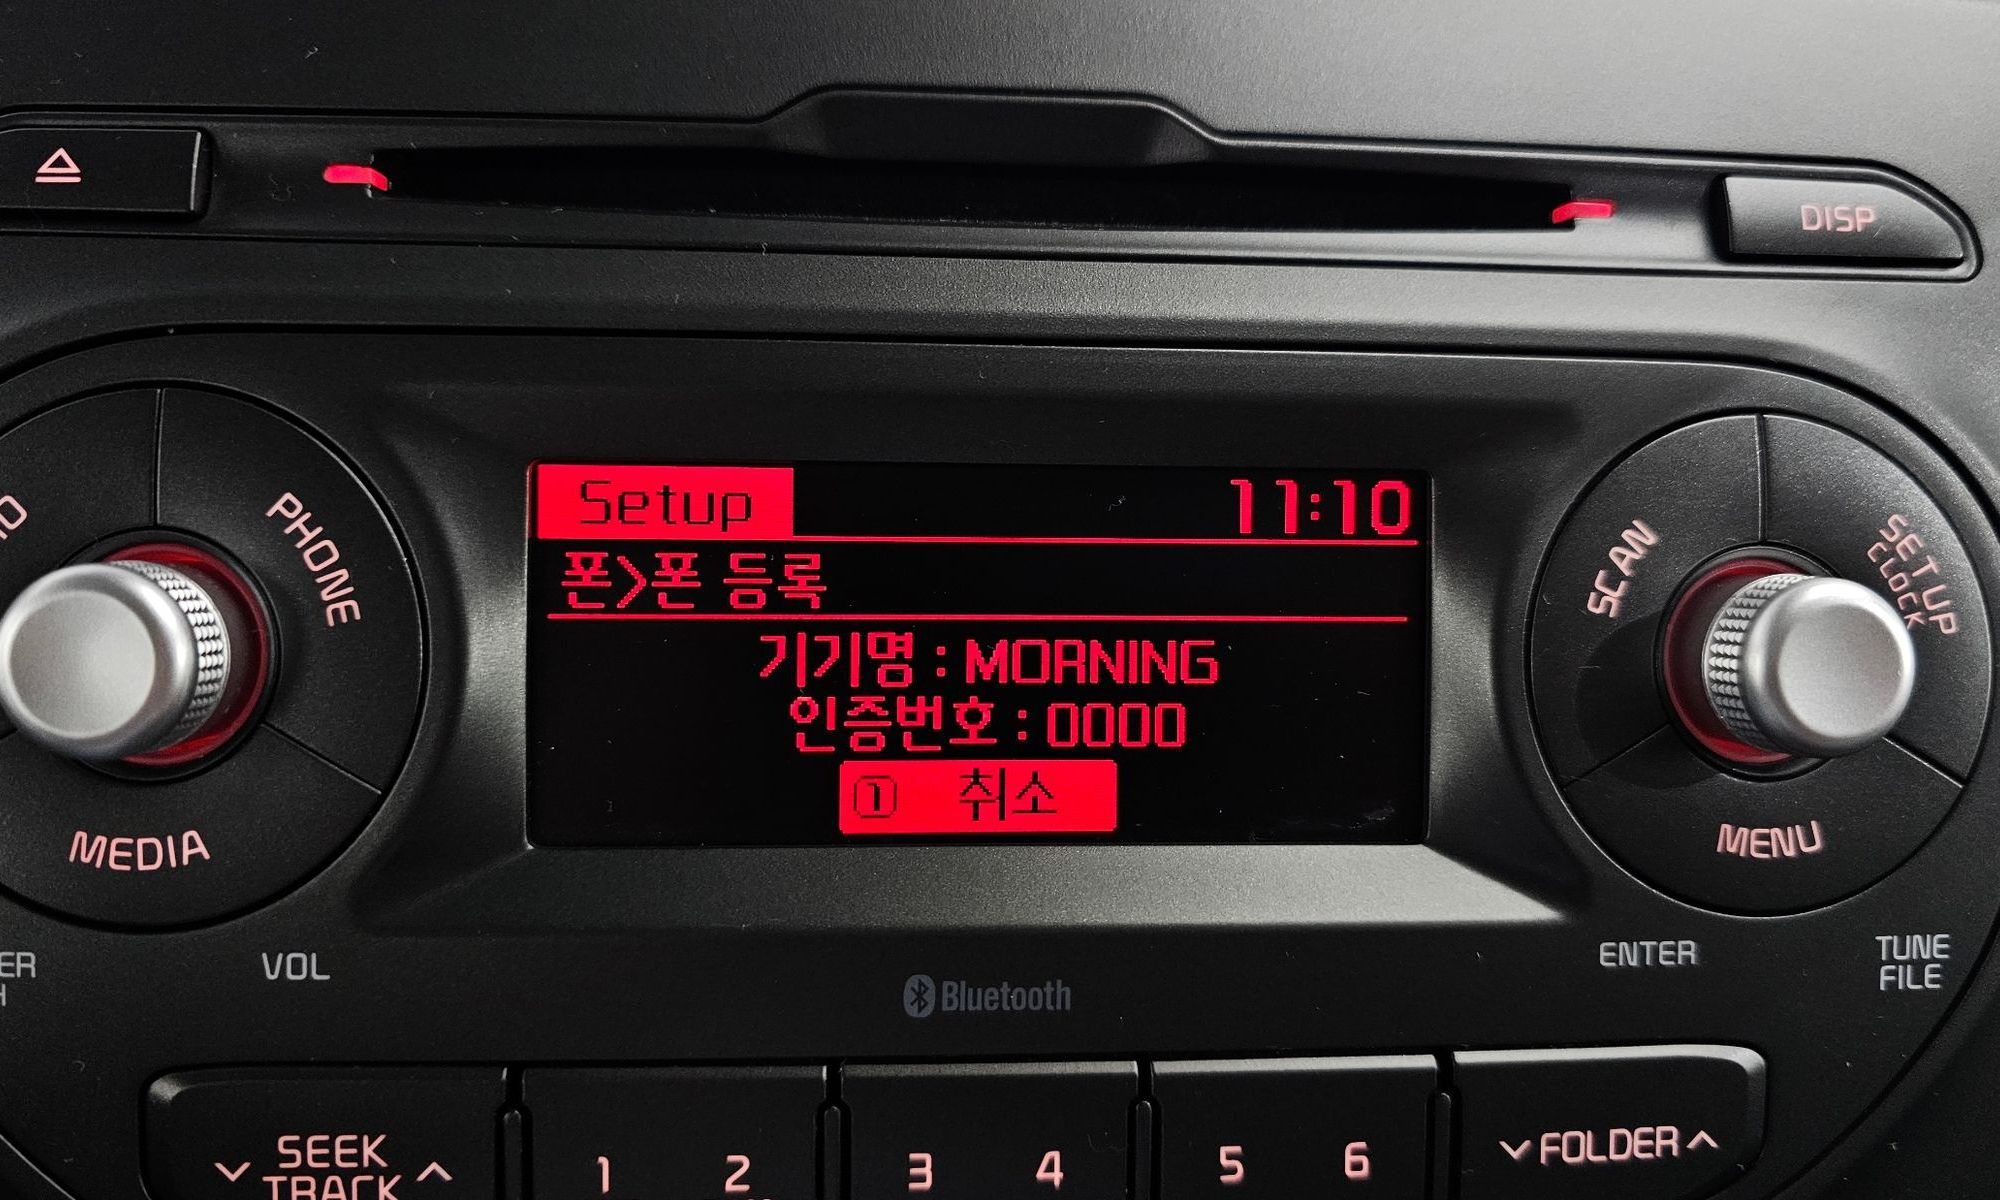 DISP
Setup 11:10
폰>폰 등록
기기명 : MORNING
인증번호 : 0000
① 취소
PHONE
MEDIA
VOL
SCAN
SETUP
CLOCK
MENU
ENTER
TUNE
FILE
Bluetooth
SEEK
TRACK
1 2 3 4 5 6
FOLDER